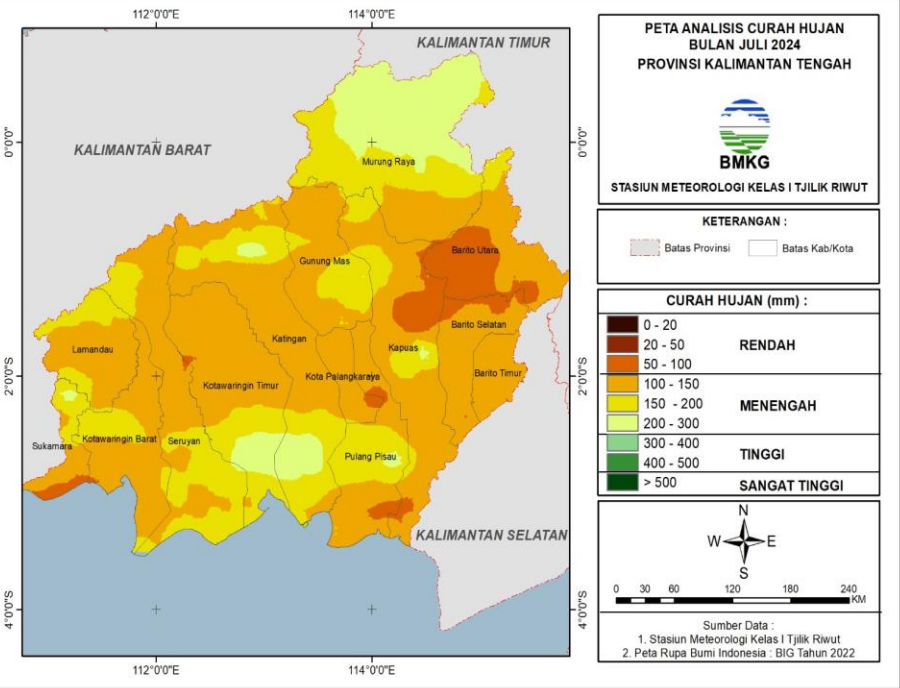 112°0'0"E
114°0'0"E
KALIMANTAN TIMUR
KALIMANTAN BARAT
0°0'0"
0°0'0"
Murung Raya
Barito Utara
Gunung Mas
Barito Selatan
Katingan
Lamandau
Kapuas
2°0'0"S
2°0'0"S
Barito Timur
Kota Palangkaraya
Kotawaringin Timur
Kotawaringin Barat
Seruyan
Sukamara
Pulang Pisau
KALIMANTAN SELATAN
4°0'0"S
4°0'0"S
112°0'0"E
114°0'0"E
PETA ANALISIS CURAH HUJAN
BULAN JULI 2024
PROVINSI KALIMANTAN TENGAH
BMKG
STASIUN METEOROLOGI KELAS I TJILIK RIWUT
KETERANGAN :
Batas Provinsi
Batas Kab/Kota
CURAH HUJAN (mm) :
0 - 20
20 - 50
50 - 100
RENDAH
100 - 150
150 - 200
200 - 300
MENENGAH
300 - 400
400 - 500
TINGGI
> 500
SANGAT TINGGI
N
W E
S
0 30 60 120 180 240
KM
Sumber Data :
1. Stasiun Meteorologi Kelas I Tjilik Riwut
2. Peta Rupa Bumi Indonesia : BIG Tahun 2022